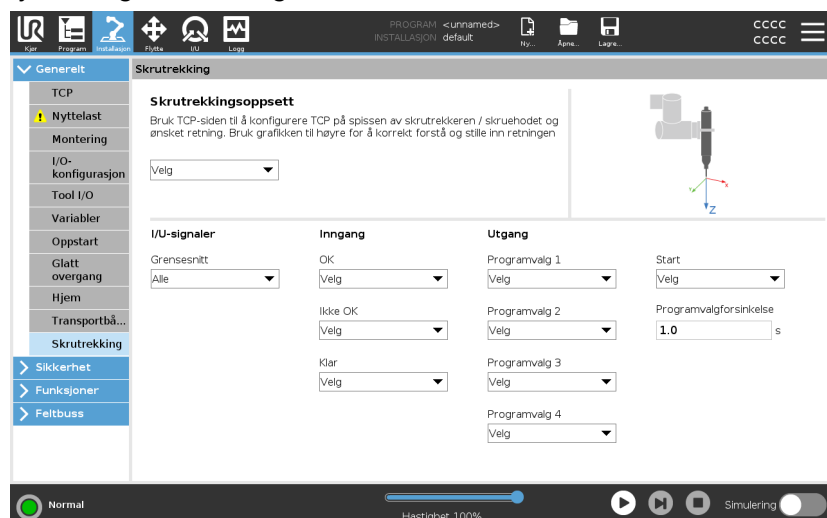 PROGRAM <unnamed>
INSTALLASJON default
CCCC
CCCC
UR
Kjør
Program
Installasjon
Flytte
I/U
Logg
Ny...
Åpne...
Lagre...
Generelt
TCP
Nyttelast
Montering
I/O-
konfigurasjon
Tool I/O
Variabler
Oppstart
Glatt
overgang
Hjem
Transportbå...
Skrutrekking
Sikkerhet
Funksjoner
Feltbuss
Skrutrekking
Skrutrekkingsoppsett
Bruk TCP-siden til å konfigurere TCP på spissen av skrutrekkeren / skruehodet og
ønsket retning. Bruk grafikken til høyre for å korrekt forstå og stille inn retningen
Velg
Y
X
Z
I/U-signaler
Grensesnitt
Alle
Inngang
OK
Velg
Ikke OK
Velg
Klar
Velg
Utgang
Programvalg 1
Velg
Programvalg 2
Velg
Programvalg 3
Velg
Programvalg 4
Velg
Start
Velg
Programvalgforsinkelse
1.0 s
Normal
Hastighet 100%
Simulering